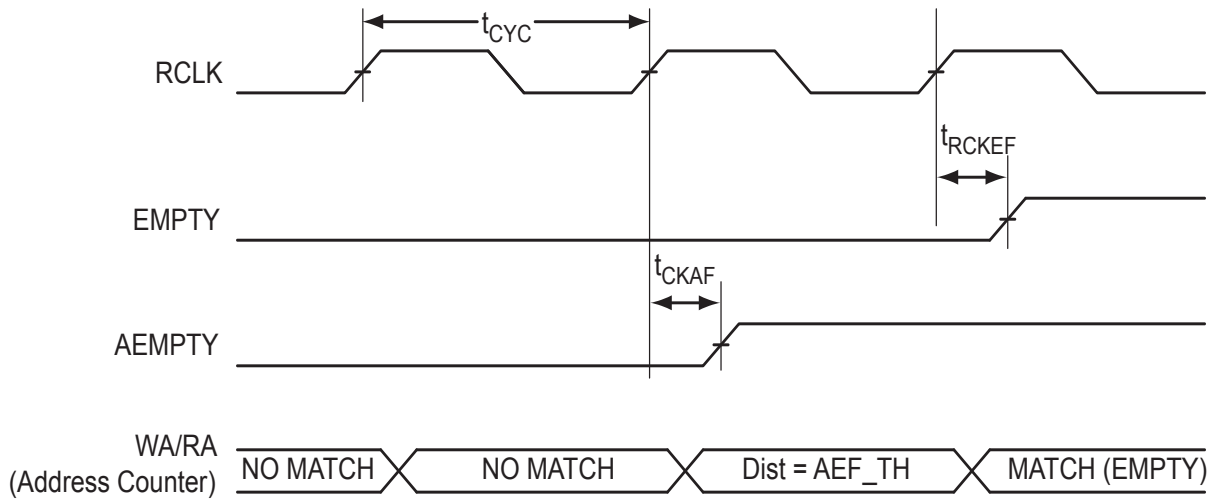 tCYC
RCLK
tRCKEF
EMPTY
tCKAF
AEMPTY
WA/RA
(Address Counter)
NO MATCH
NO MATCH
Dist = AEF_TH
MATCH (EMPTY)